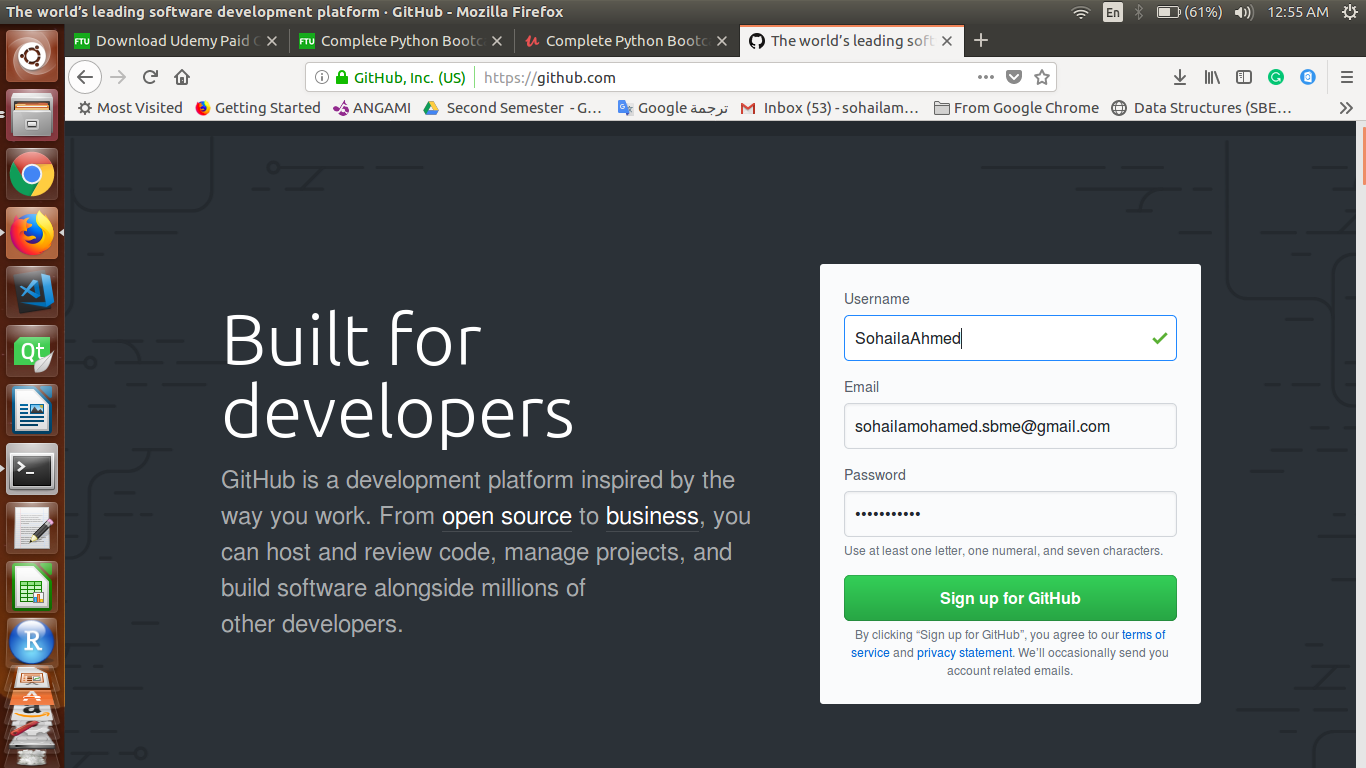 The world’s leading software development platform · GitHub - Mozilla Firefox
En
(61%)
12:55 AM
FTU
Download Udemy Paid C
FTU
Complete Python Bootc
Complete Python Bootc
The world’s leading soft
GitHub, Inc. (US)
https://github.com
Most Visited
Getting Started
ANGAMI
Second Semester - G…
Google ترجمة
Inbox (53) - sohailam…
From Google Chrome
Data Structures (SBE…
Built for
developers
GitHub is a development platform inspired by the
way you work. From open source to business, you
can host and review code, manage projects, and
build software alongside millions of
other developers.
Username
SohailaAhmed
Email
sohailamohamed.sbme@gmail.com
Password
•••••••••••
Use at least one letter, one numeral, and seven characters.
Sign up for GitHub
By clicking “Sign up for GitHub”, you agree to our terms of
service and privacy statement. We’ll occasionally send you
account related emails.
Qt
>_
R
a